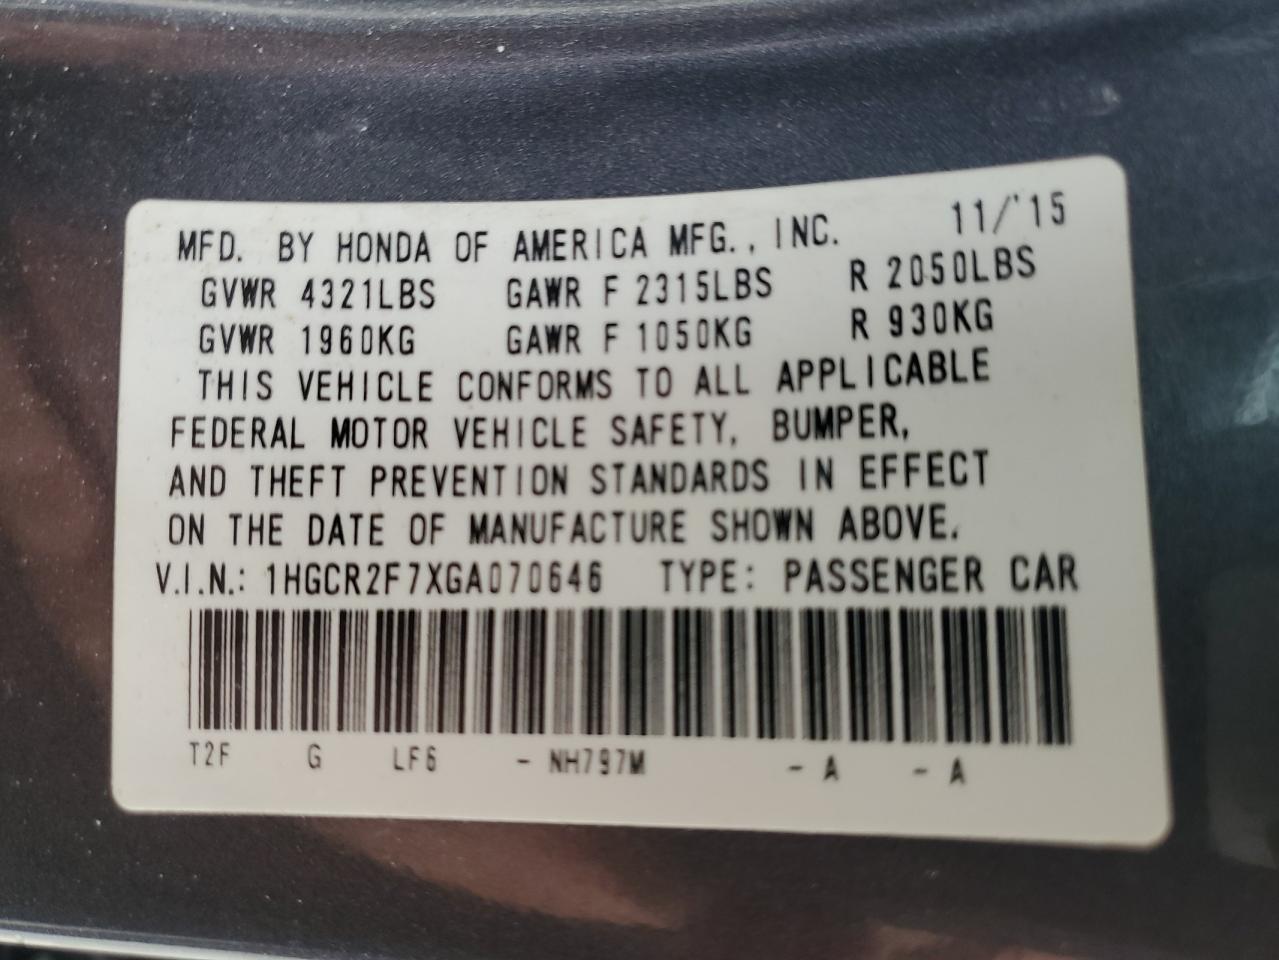 MFD. BY HONDA OF AMERICA MFG., INC. 11/'15
GVWR 4321LBS GAWR F 2315LBS R 2050LBS
GVWR 1960KG GAWR F 1050KG R 930KG
THIS VEHICLE CONFORMS TO ALL APPLICABLE
FEDERAL MOTOR VEHICLE SAFETY, BUMPER,
AND THEFT PREVENTION STANDARDS IN EFFECT
ON THE DATE OF MANUFACTURE SHOWN ABOVE.
V.I.N.: 1HGCR2F7XGA070646 TYPE: PASSENGER CAR
T2F G LF6 - NH797M - A - A